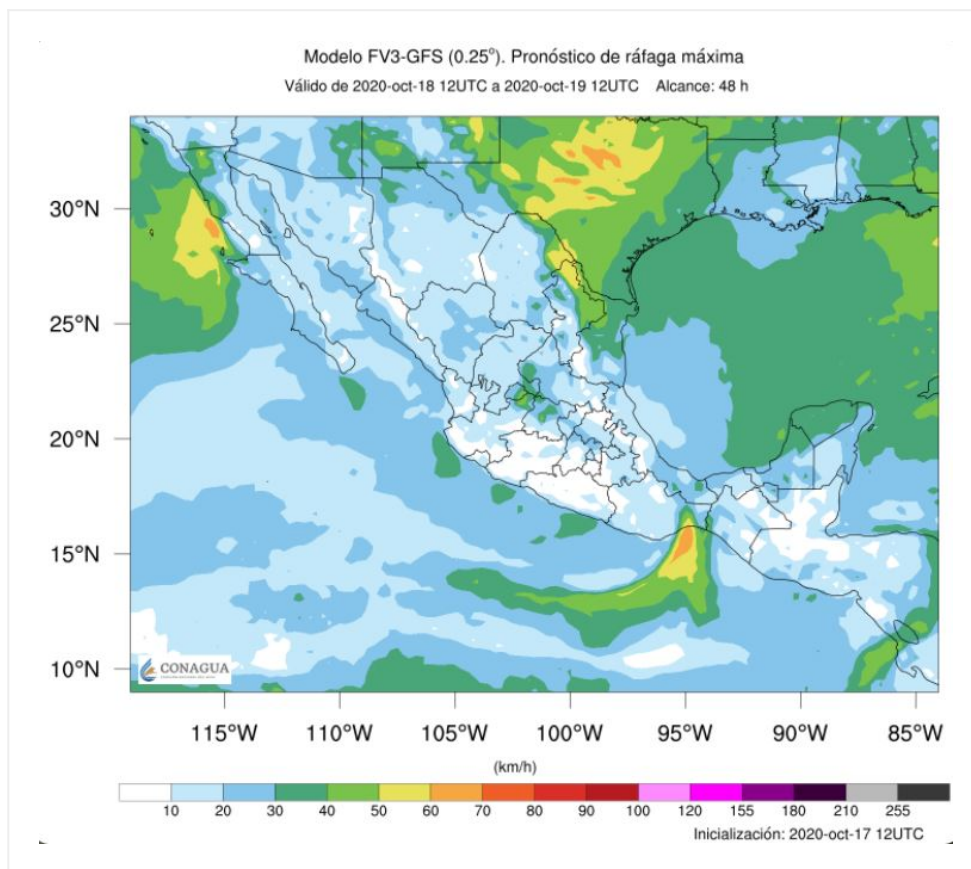 Modelo FV3-GFS (0.25°). Pronóstico de ráfaga máxima
Válido de 2020-oct-18 12UTC a 2020-oct-19 12UTC Alcance: 48 h
30°N
25°N
20°N
15°N
10°N
CONAGUA
115°W 110°W 105°W 100°W 95°W 90°W 85°W
(km/h)
10 20 30 40 50 60 70 80 90 100 120 155 180 210 255
Inicialización: 2020-oct-17 12UTC